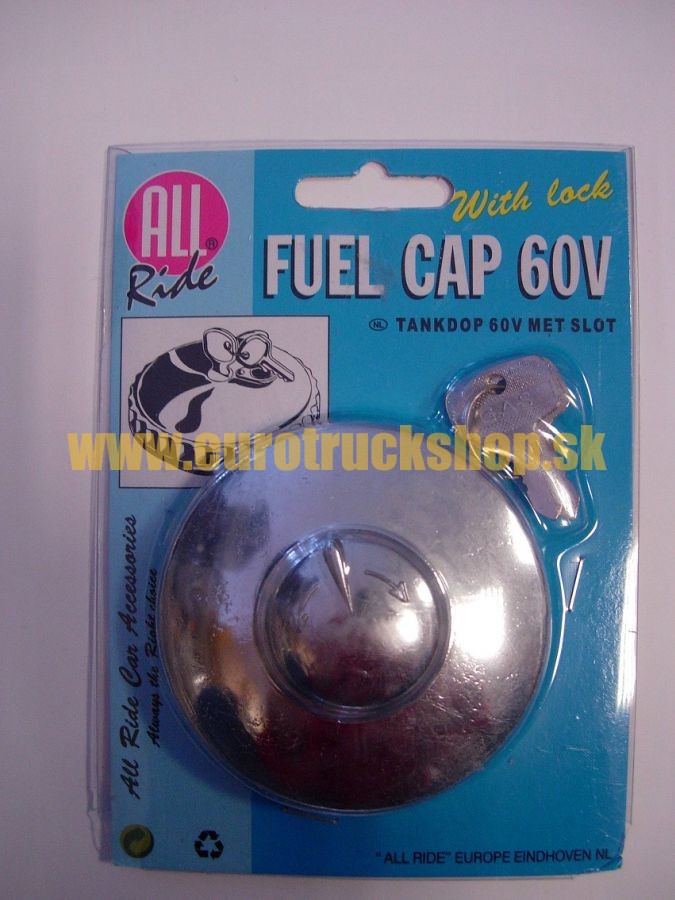 With lock
ALL®
Ride
FUEL CAP 60V
NL TANKDOP 60V MET SLOT
www.eurotruckshop.sk
All Ride Car Accessories
Always the Right choice
"ALL RIDE" EUROPE EINDHOVEN NL